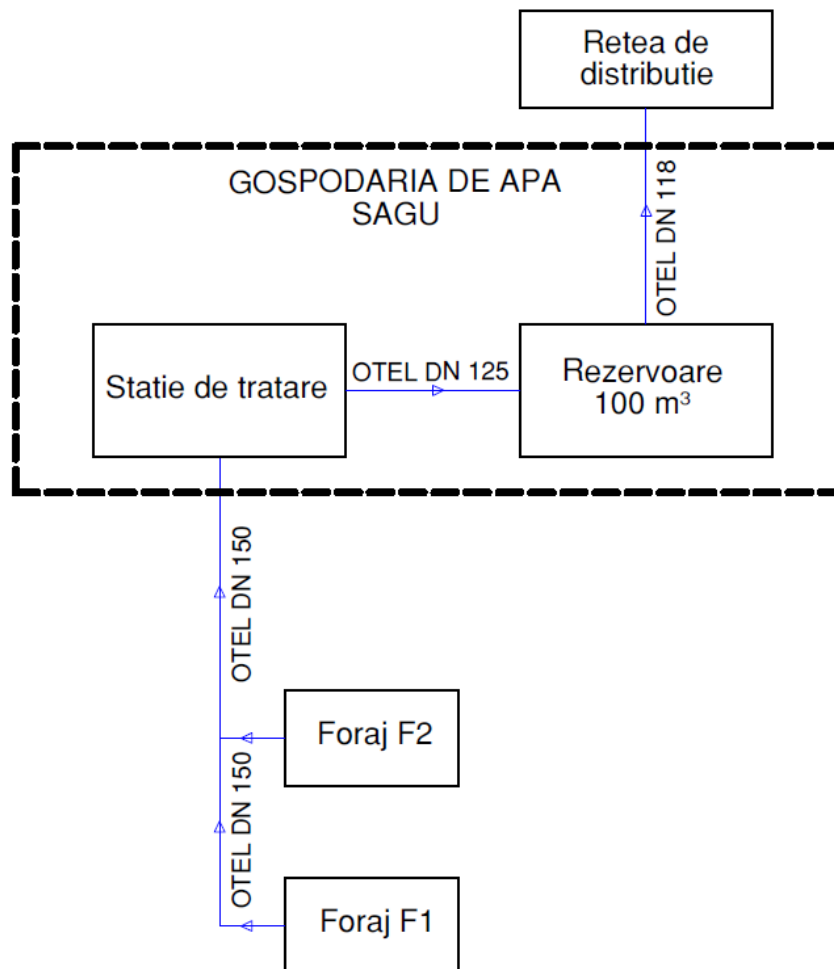 Retea de
distributie
GOSPODARIA DE APA
SAGU
OTEL DN 118
Statie de tratare
OTEL DN 125
Rezervoare
100 m³
OTEL DN 150
Foraj F2
OTEL DN 150
Foraj F1